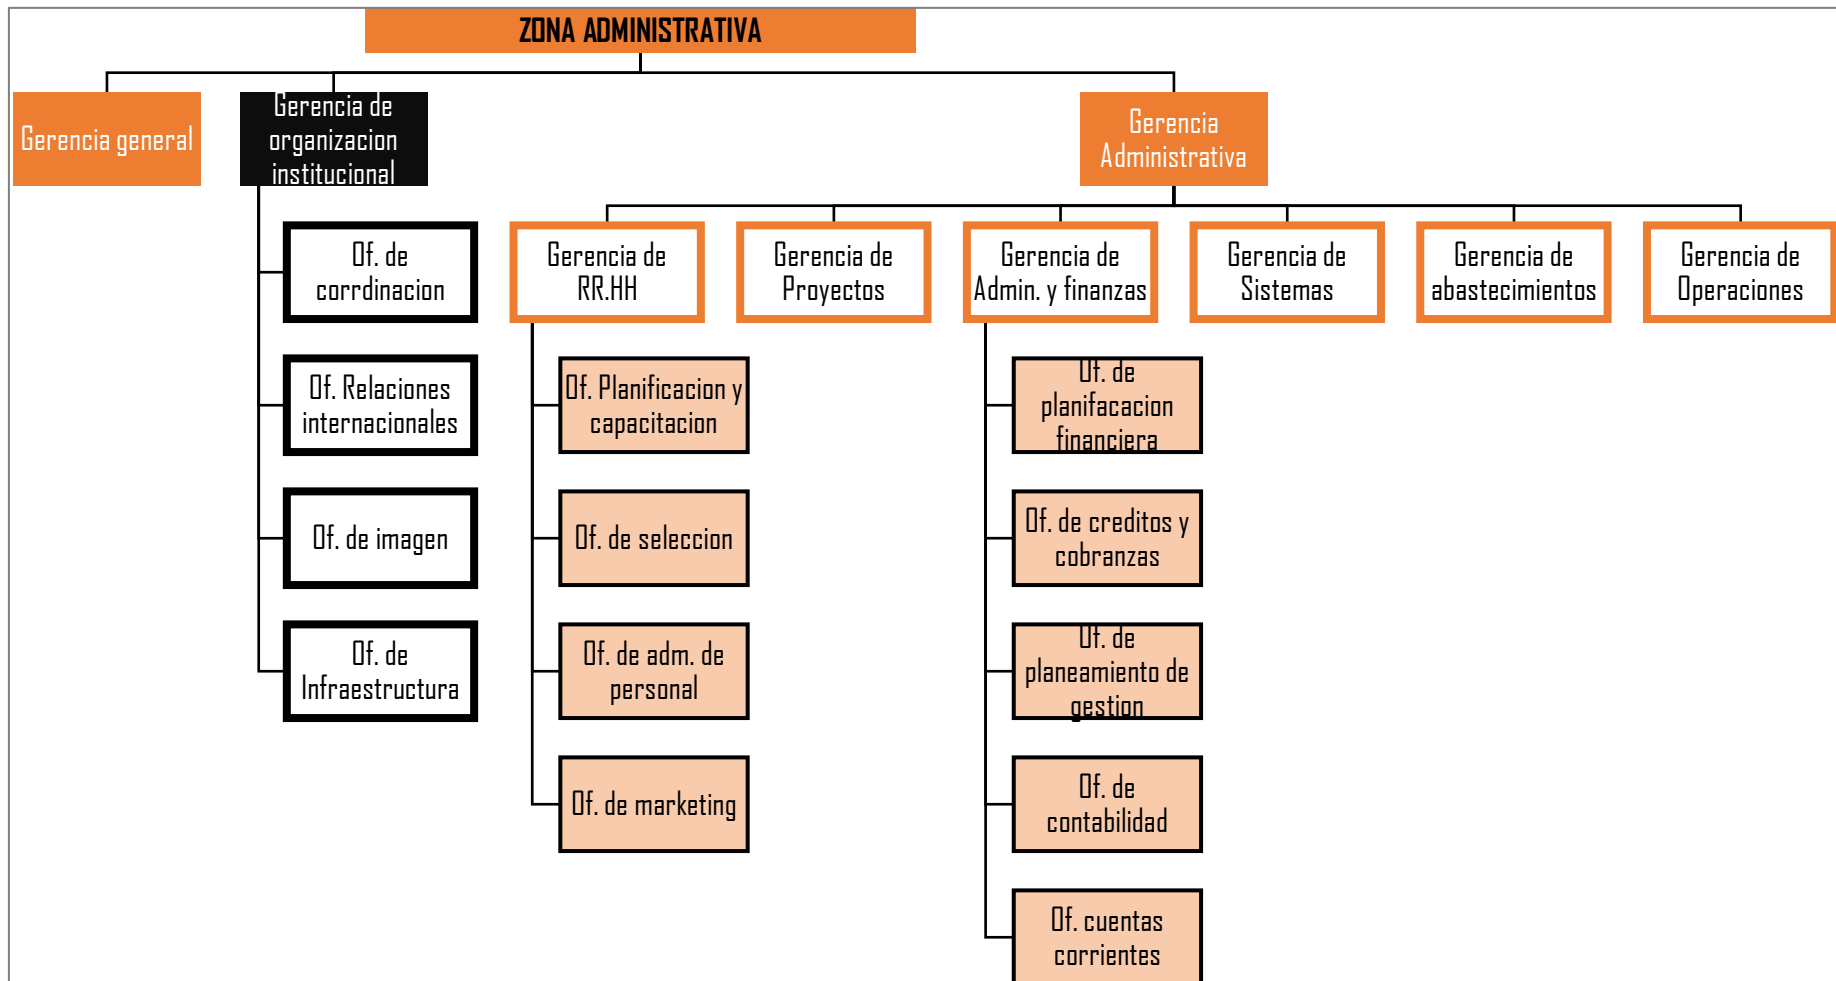 ZONA ADMINISTRATIVA
Gerencia general
Gerencia de
organizacion
institucional
Gerencia
Administrativa
Of. de
corrdinacion
Of. Relaciones
internacionales
Of. de imagen
Of. de
Infraestructura
Gerencia de
RR.HH
Gerencia de
Proyectos
Gerencia de
Admin. y finanzas
Gerencia de
Sistemas
Gerencia de
abastecimientos
Gerencia de
Operaciones
Of. Planificacion y
capacitacion
Of. de seleccion
Of. de adm. de
personal
Of. de marketing
Of. de
planifacacion
financiera
Of. de creditos y
cobranzas
Of. de
planeamiento de
gestion
Of. de
contabilidad
Of. cuentas
corrientes